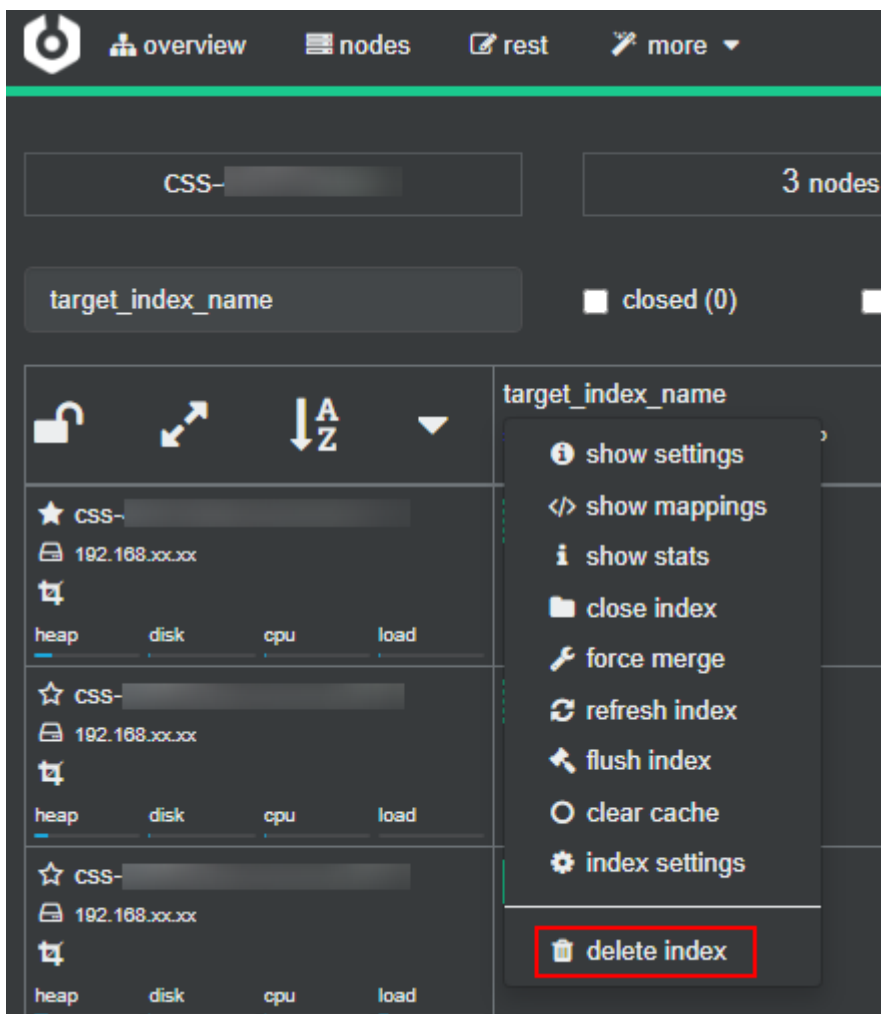 overview nodes rest more
CSS- 3 nodes
target_index_name closed (0)
A
Z
target_index_name
show settings
show mappings
show stats
close index
force merge
refresh index
flush index
clear cache
index settings
delete index
css-
192.168.xx.xx
heap disk cpu load
css-
192.168.xx.xx
heap disk cpu load
css-
192.168.xx.xx
heap disk cpu load